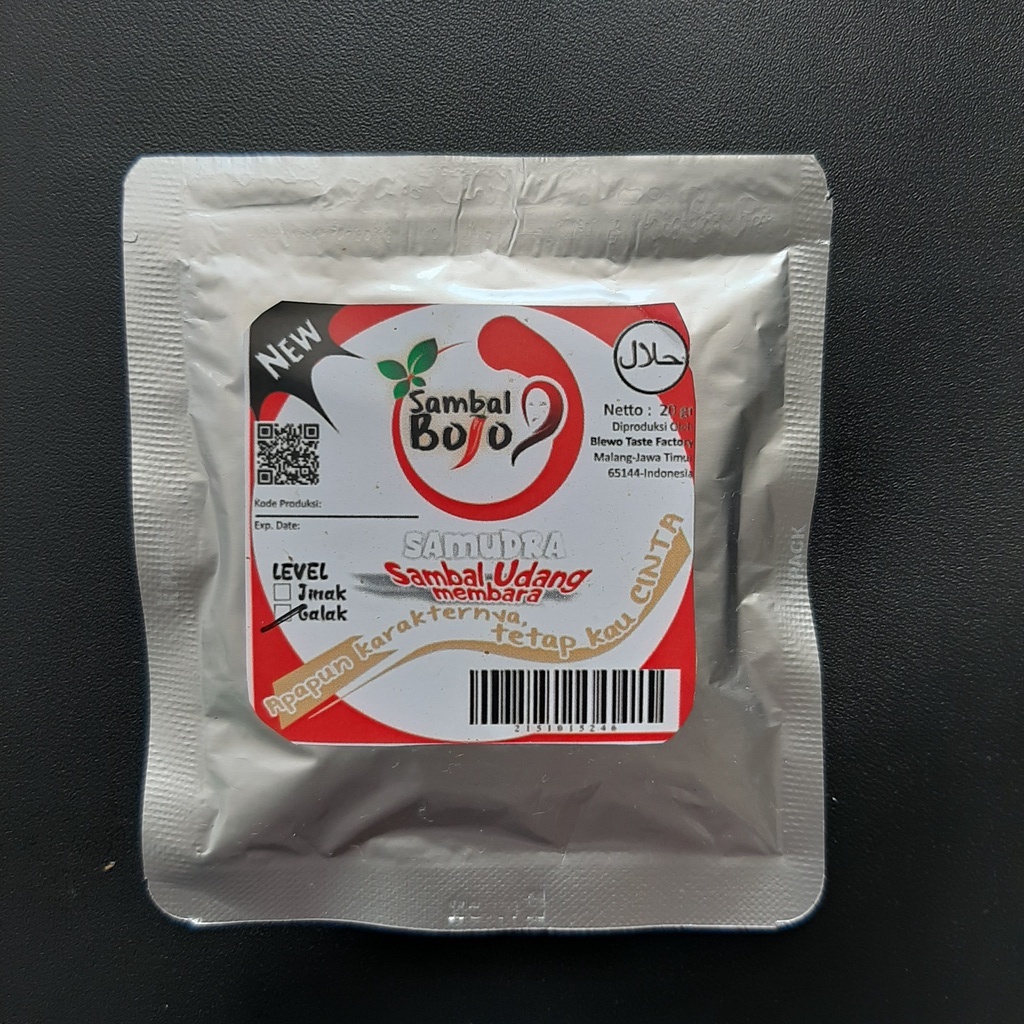 NEW
حلال
Sambal
BOJO
Netto : 20 gr
Diproduksi Oleh
Blewo Taste Factory
Malang-Jawa Timur
65144-Indonesia
Kode Produksi:
Exp. Date:
SAMUDRA
Sambal Udang
membara
LEVEL
Jinak
Galak
Apapun karakternya,
tetap kau CINTA
2151015246